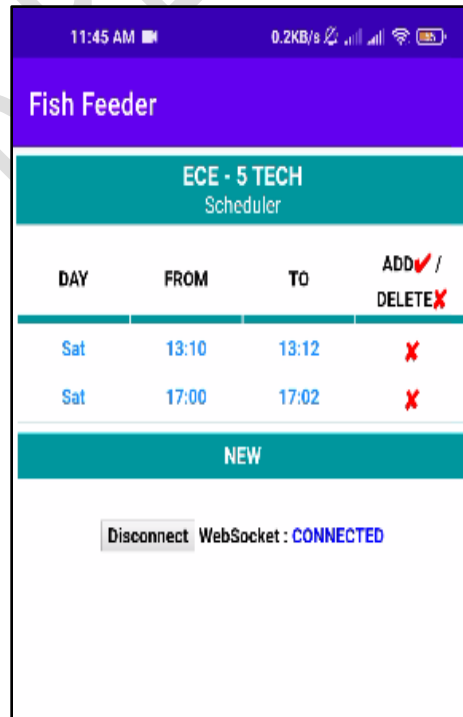 11:45 AM 0.2KB/s
Fish Feeder
ECE - 5 TECH
Scheduler
DAY FROM TO ADD✔ / DELETE✘
Sat 13:10 13:12 ✘
Sat 17:00 17:02 ✘
NEW
Disconnect WebSocket : CONNECTED